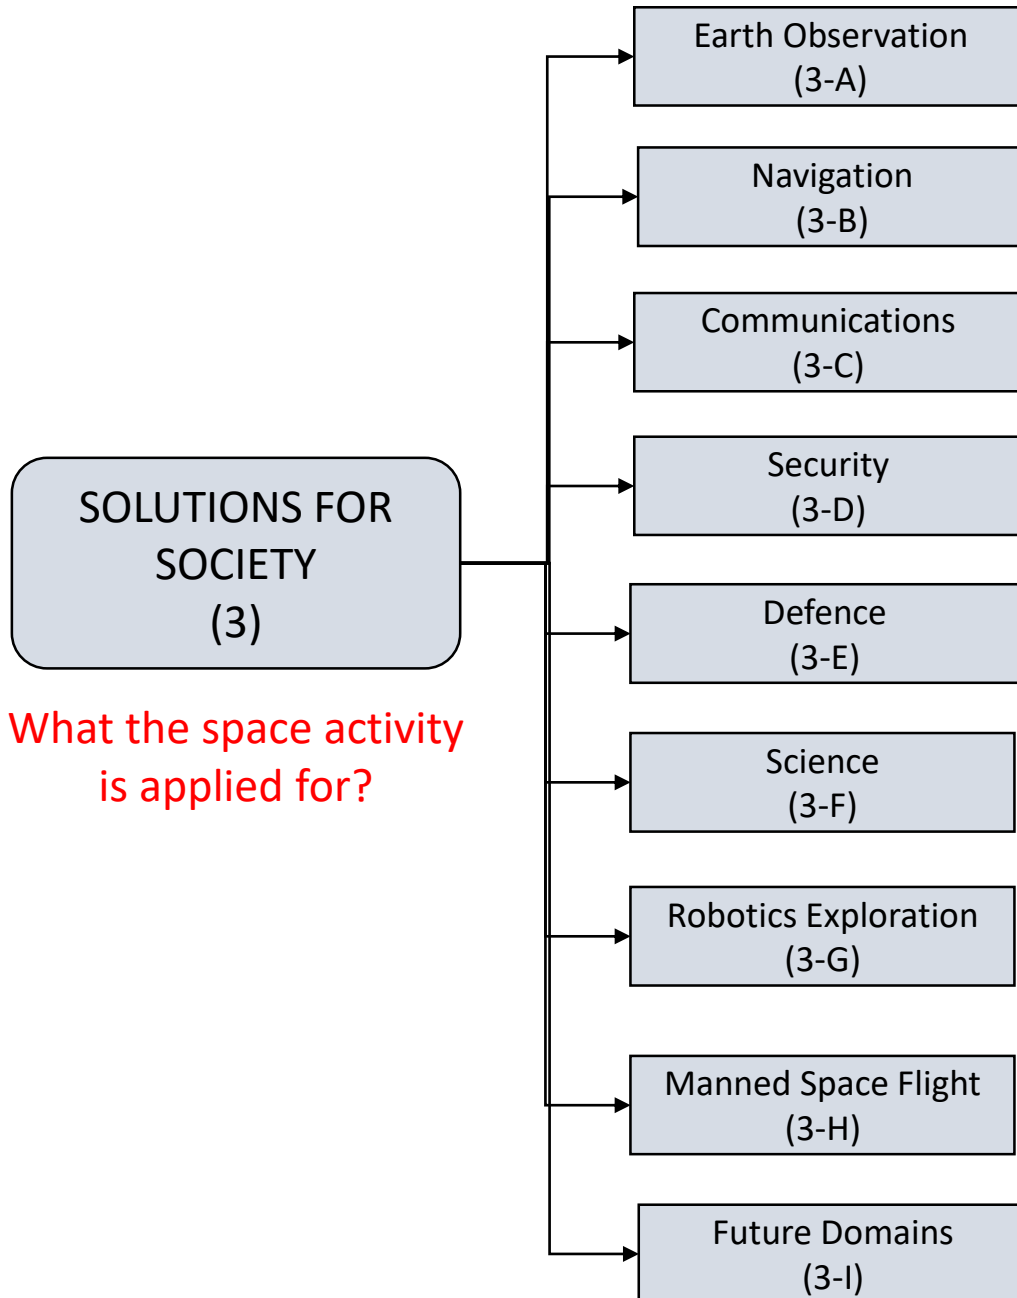 SOLUTIONS FOR
SOCIETY
(3)
What the space activity
is applied for?
Earth Observation
(3-A)
Navigation
(3-B)
Communications
(3-C)
Security
(3-D)
Defence
(3-E)
Science
(3-F)
Robotics Exploration
(3-G)
Manned Space Flight
(3-H)
Future Domains
(3-I)